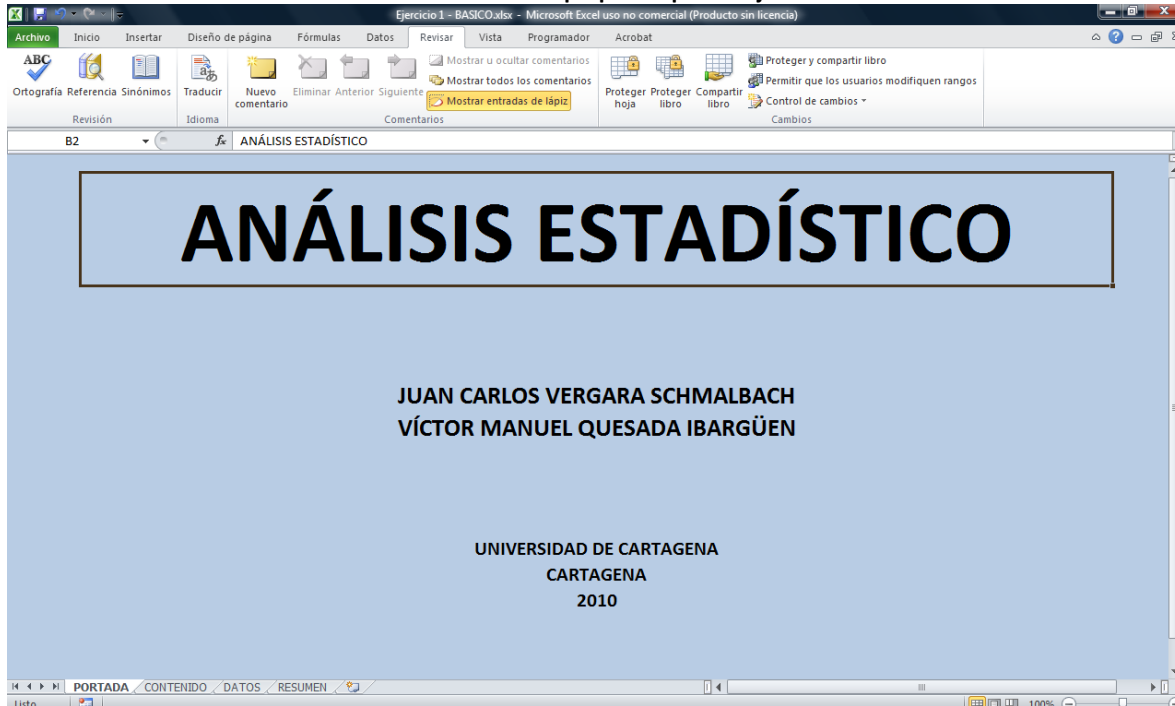 Ejercicio 1 - BASICO.xlsx - Microsoft Excel uso no comercial (Producto sin licencia)
Archivo Inicio Insertar Diseño de página Fórmulas Datos Revisar Vista Programador Acrobat
ABC
Ortografía Referencia Sinónimos
Revisión
Traducir
Idioma
Nuevo comentario Eliminar Anterior Siguiente
Mostrar u ocultar comentarios
Mostrar todos los comentarios
Mostrar entradas de lápiz
Comentarios
Proteger hoja Proteger libro Compartir libro
Proteger y compartir libro
Permitir que los usuarios modifiquen rangos
Control de cambios
Cambios
B2 fx ANÁLISIS ESTADÍSTICO
ANÁLISIS ESTADÍSTICO
JUAN CARLOS VERGARA SCHMALBACH
VÍCTOR MANUEL QUESADA IBARGÜEN
UNIVERSIDAD DE CARTAGENA
CARTAGENA
2010
PORTADA CONTENIDO DATOS RESUMEN
Listo 100%